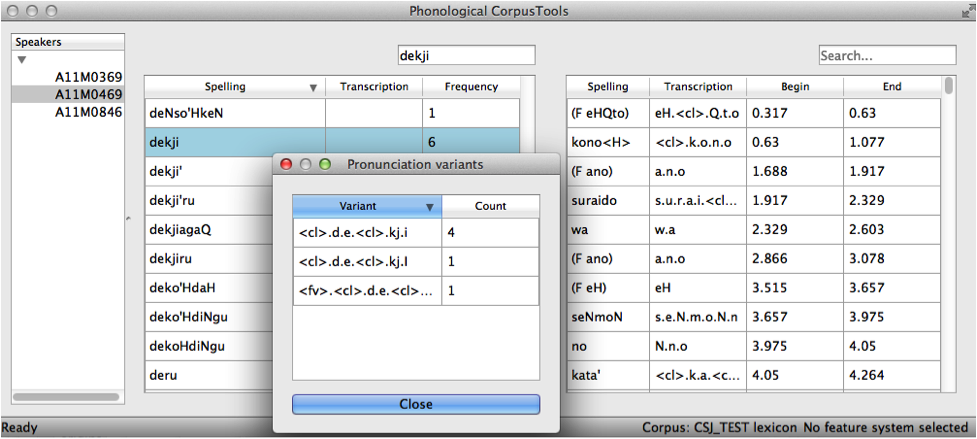 Phonological CorpusTools
Speakers
A11M0369
A11M0469
A11M0846
dekji
Spelling Transcription Frequency
deNso'HkeN 1
dekji 6
dekji'
dekji'ru
dekjiagaQ
dekjiru
deko'HdaH
deko'HdiNgu
dekoHdiNgu
deru
Pronunciation variants
Variant Count
<cl>.d.e.<cl>.kj.i 4
<cl>.d.e.<cl>.kj.I 1
<fv>.<cl>.d.e.<cl>... 1
Close
Search...
Spelling Transcription Begin End
(F eHQto) eH.<cl>.Q.t.o 0.317 0.63
kono<H> <cl>.k.o.n.o 0.63 1.077
(F ano) a.n.o 1.688 1.917
suraido s.u.r.a.i.<cl... 1.917 2.329
wa w.a 2.329 2.603
(F ano) a.n.o 2.866 3.078
(F eH) eH 3.515 3.657
seNmoN s.e.N.m.o.N.n 3.657 3.975
no N.n.o 3.975 4.05
kata' <cl>.k.a.<c... 4.05 4.264
Ready
Corpus: CSJ_TEST lexicon No feature system selected